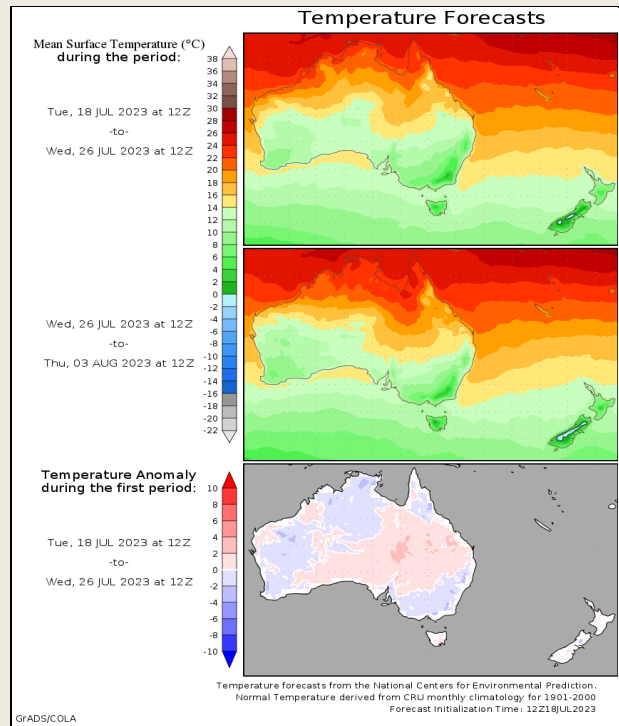 Temperature Forecasts
Mean Surface Temperature (°C)
during the period:
38
36
34
32
30
28
26
24
22
20
18
16
14
12
10
8
6
4
2
0
-2
-4
-6
-8
-10
-12
-14
-16
-18
-20
-22
Tue, 18 JUL 2023 at 12Z
-to-
Wed, 26 JUL 2023 at 12Z
Wed, 26 JUL 2023 at 12Z
-to-
Thu, 03 AUG 2023 at 12Z
Temperature Anomaly
during the first period:
10
8
6
4
2
0
-2
-4
-6
-8
-10
Tue, 18 JUL 2023 at 12Z
-to-
Wed, 26 JUL 2023 at 12Z
Temperature forecasts from the National Centers for Environmental Prediction.
Normal Temperature derived from CRU monthly climatology for 1901-2000
Forecast Initialization Time: 12Z18JUL2023
GrADS/COLA